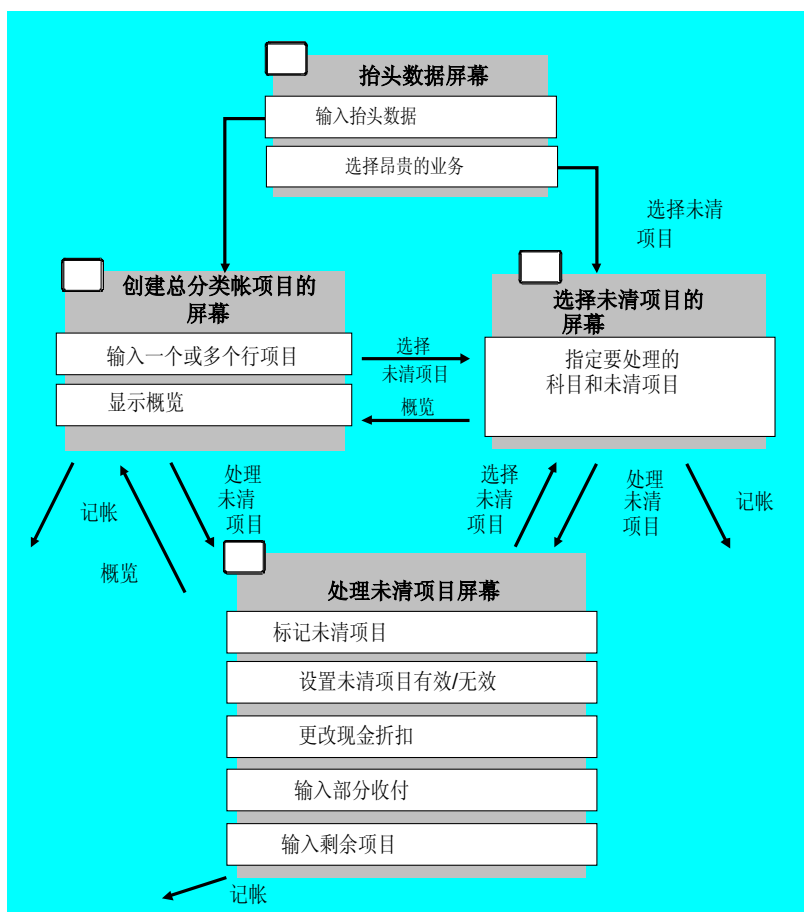 抬头数据屏幕
输入抬头数据
选择昂贵的业务
选择未清
项目
创建总分类帐项目的
屏幕
输入一个或多个行项目
显示概览
选择
未清项目
概览
选择未清项目的
屏幕
指定要处理的
科目和未清项目
记帐
概览
处理
未清
项目
选择
未清
项目
处理
未清
项目
记帐
处理未清项目屏幕
标记未清项目
设置未清项目有效/无效
更改现金折扣
输入部分收付
输入剩余项目
记帐